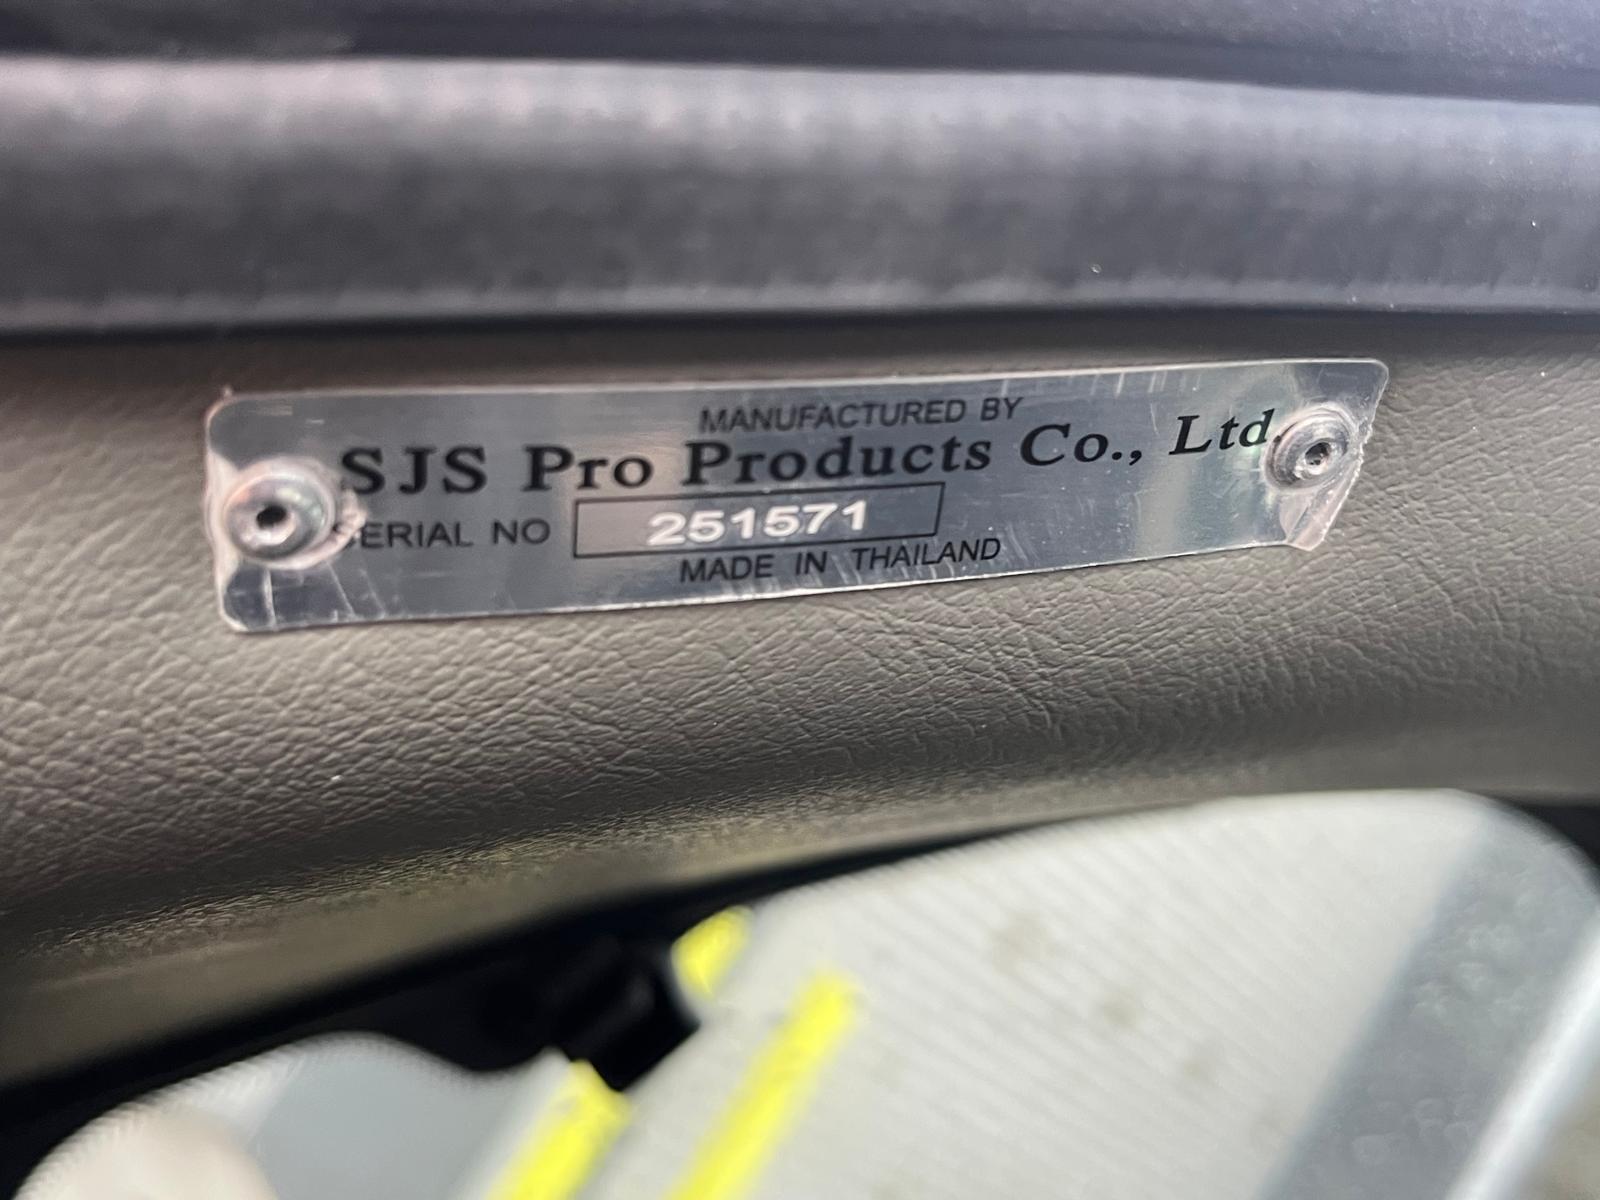 MANUFACTURED BY
SJS Pro Products Co., Ltd.
SERIAL NO 251571
MADE IN THAILAND